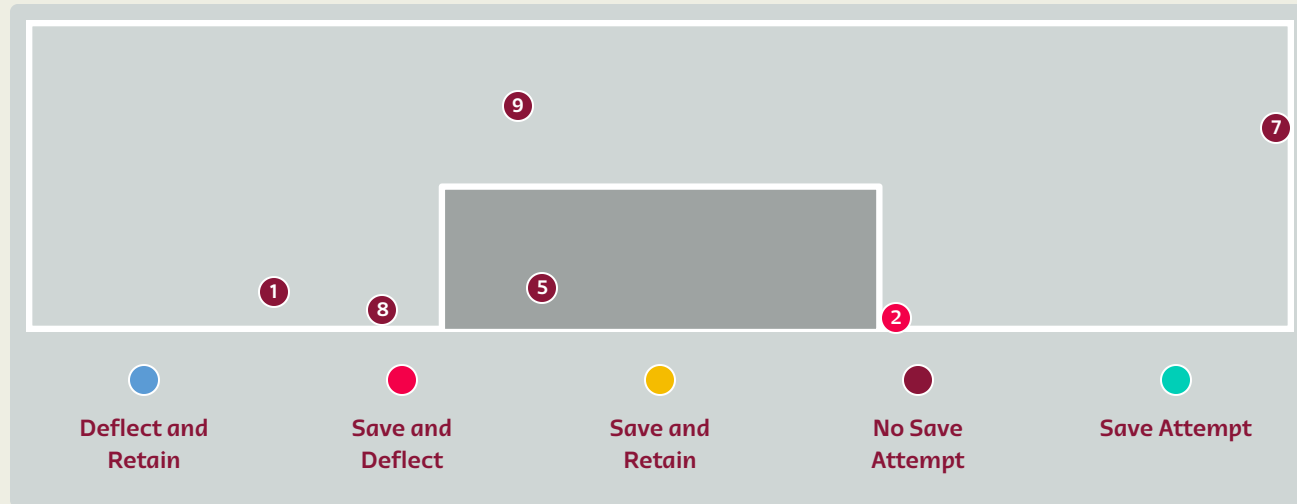 9
7
1
8
5
2
Deflect and
Retain
Save and
Deflect
Save and
Retain
No Save
Attempt
Save Attempt